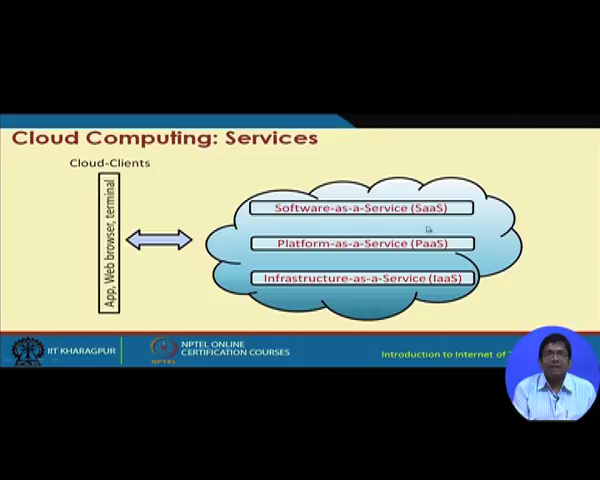 Cloud Computing: Services
Cloud-Clients
App, Web browser, terminal
Software-as-a-Service (SaaS)
Platform-as-a-Service (PaaS)
Infrastructure-as-a-Service (IaaS)
IIT KHARAGPUR
NPTEL
NPTEL ONLINE
CERTIFICATION COURSES
Introduction to Internet of